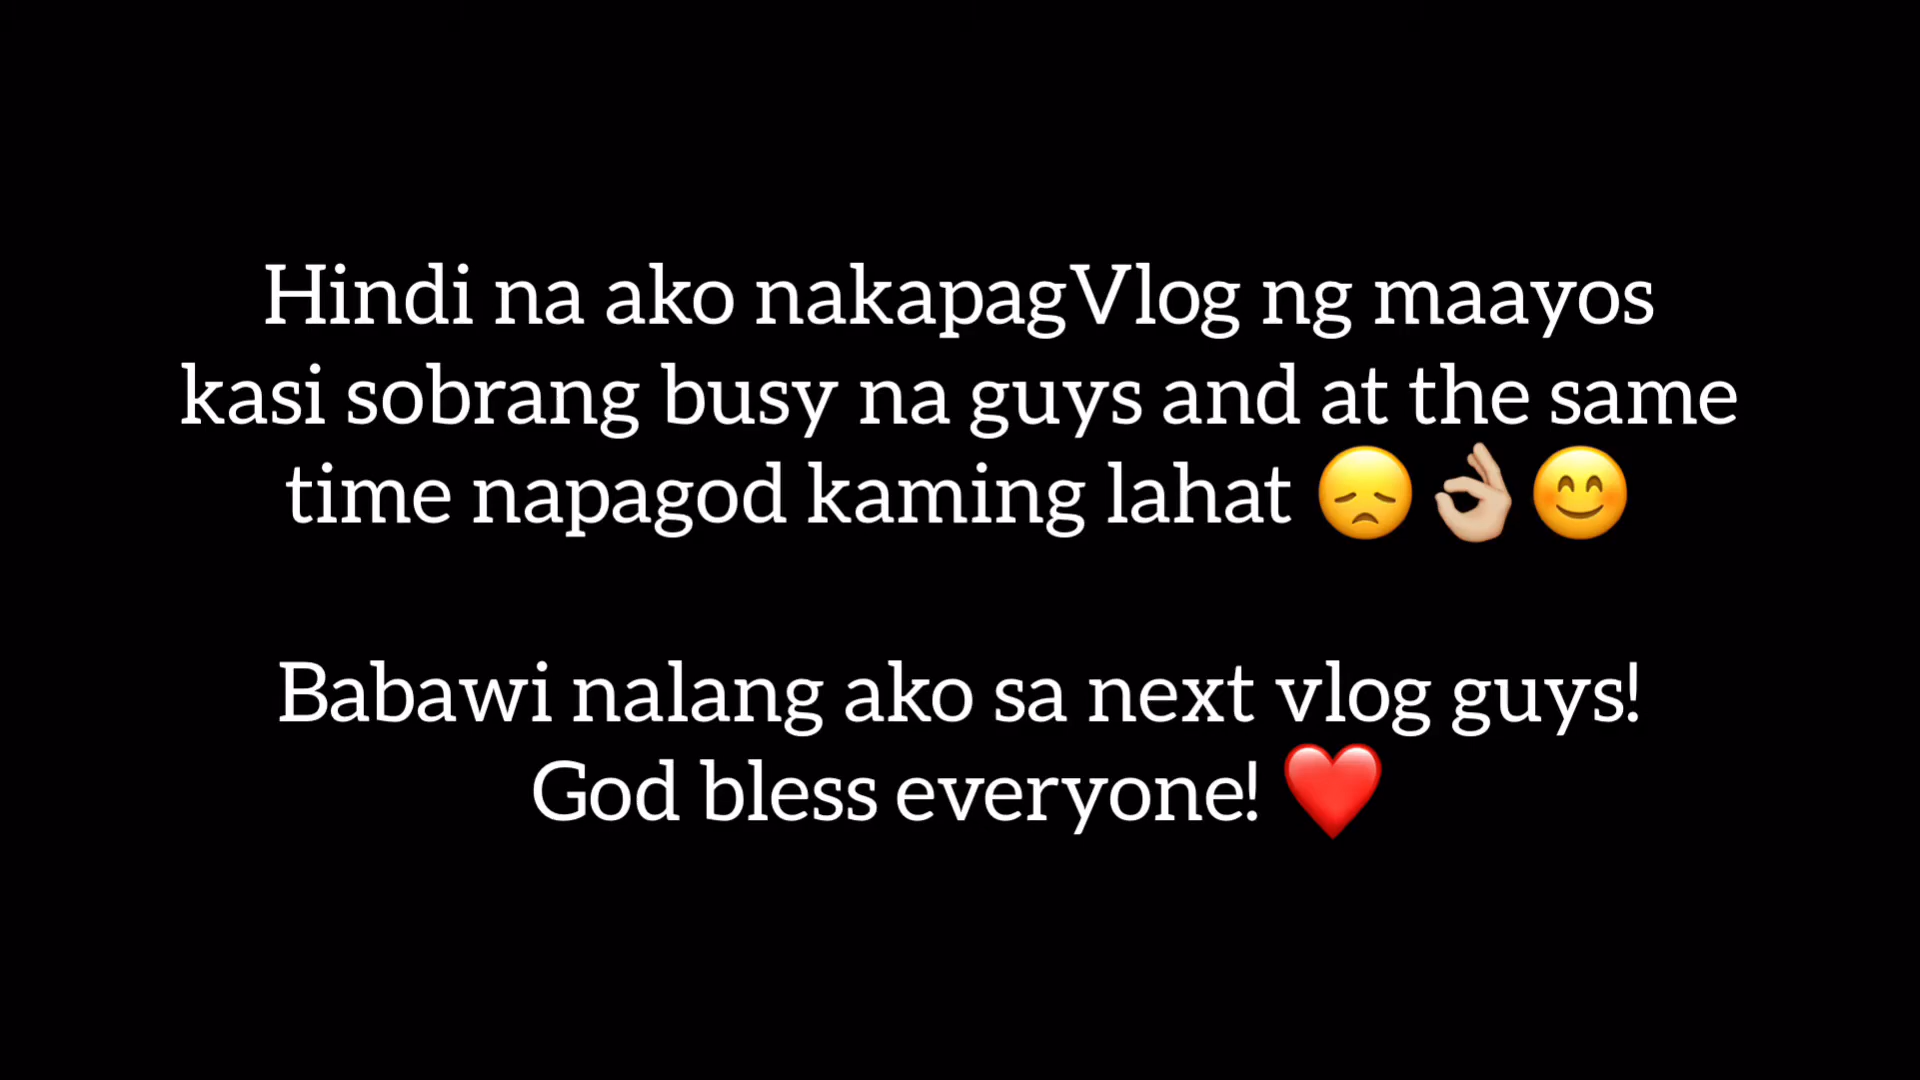 Hindi na ako nakapagVlog ng maayos
kasi sobrang busy na guys and at the same
time napagod kaming lahat 😞👌🏼😊
Babawi nalang ako sa next vlog guys!
God bless everyone! ❤️